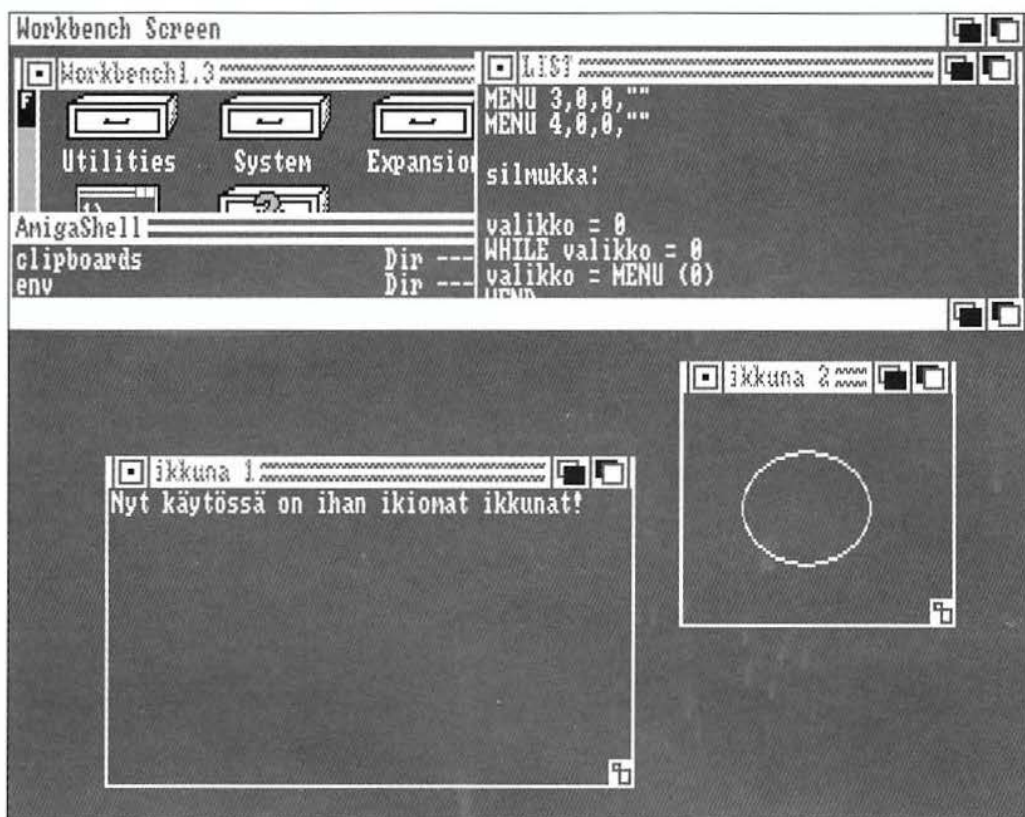 Workbench Screen
Workbench1.3
F
Utilities
System
Expansion
AmigaShell
clipboards Dir ---
env Dir ---
LIST
MENU 3,0,0,""
MENU 4,0,0,""
silmukka:
valikko = 0
WHILE valikko = 0
valikko = MENU (0)
WEND
ikkuna 2
ikkuna 1
Nyt käytössä on ihan ikiomat ikkunat!